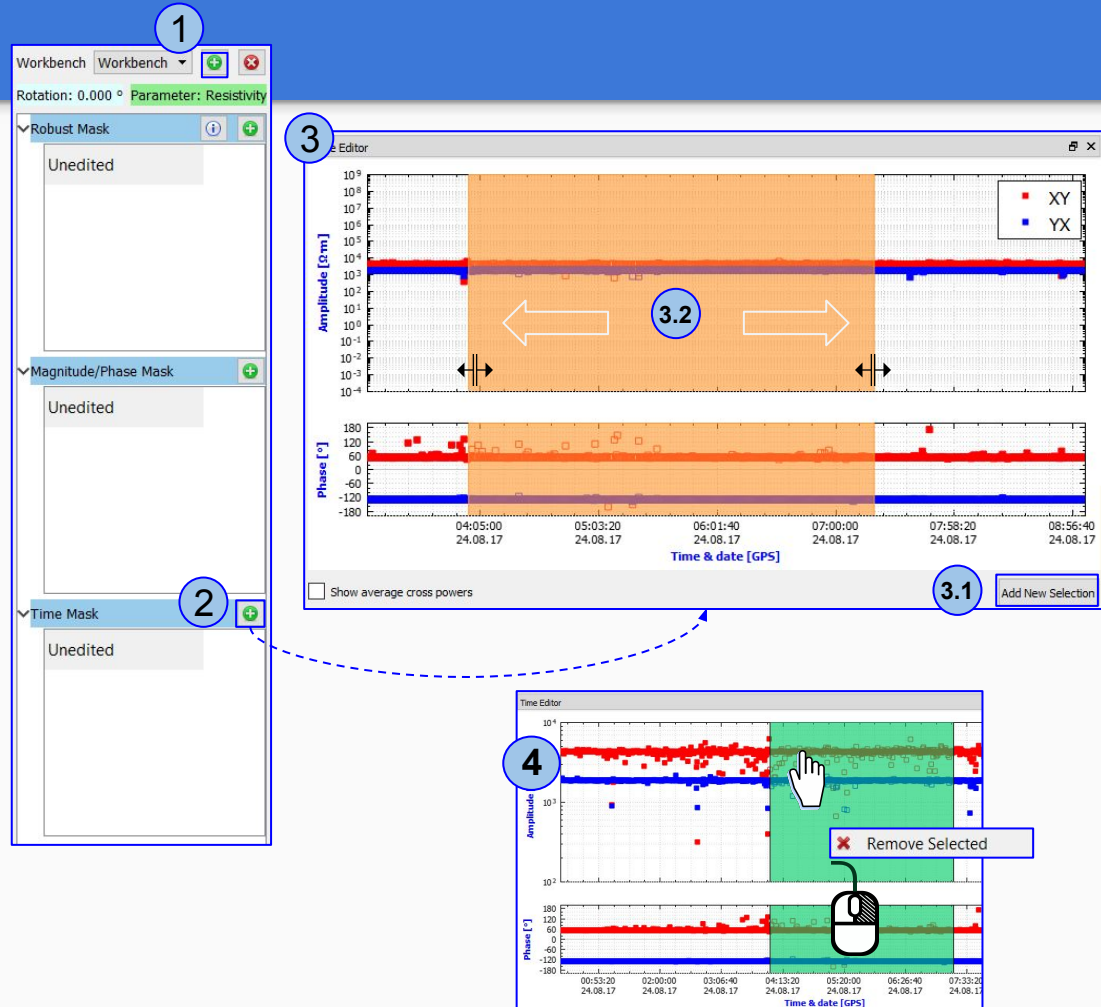 1
Workbench Workbench
Rotation: 0.000 ° Parameter: Resistivity
Robust Mask
Unedited
Magnitude/Phase Mask
Unedited
2
Time Mask
Unedited
3
e Editor
XY
YX
10⁹
10⁸
10⁷
10⁶
10⁵
10⁴
10³
10²
10¹
10⁰
10⁻¹
10⁻²
10⁻³
10⁻⁴
Amplitude [Ω·m]
3.2
180
120
60
0
-60
-120
-180
Phase [°]
04:05:00 05:03:20 06:01:40 07:00:00 07:58:20 08:56:40
24.08.17 24.08.17 24.08.17 24.08.17 24.08.17 24.08.17
Time & date [GPS]
Show average cross powers
3.1
Add New Selection
Time Editor
4
10⁴
10³
10²
Amplitude
Remove Selected
180
120
60
0
-60
-120
-180
Phase [°]
00:53:20 02:00:00 03:06:40 04:13:20 05:20:00 06:26:40 07:33:20
24.08.17 24.08.17 24.08.17 24.08.17 24.08.17 24.08.17 24.08.17
Time & date [GPS]